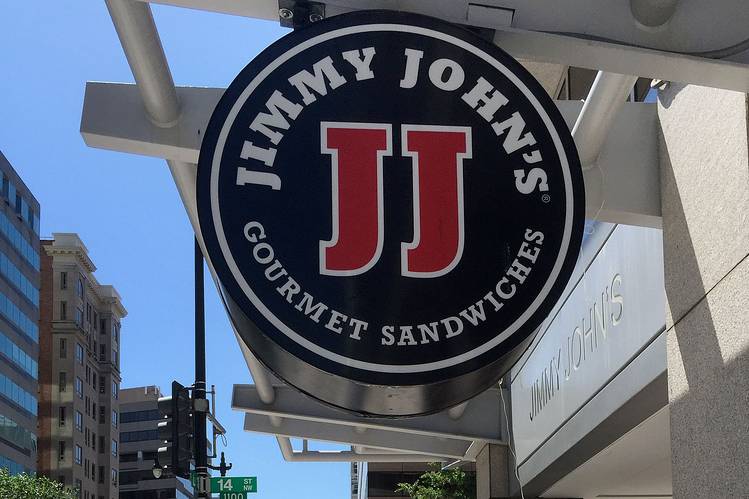 JIMMY JOHN'S
®
JJ
GOURMET SANDWICHES
JIMMY JOHN'S
14 ST NW
1100